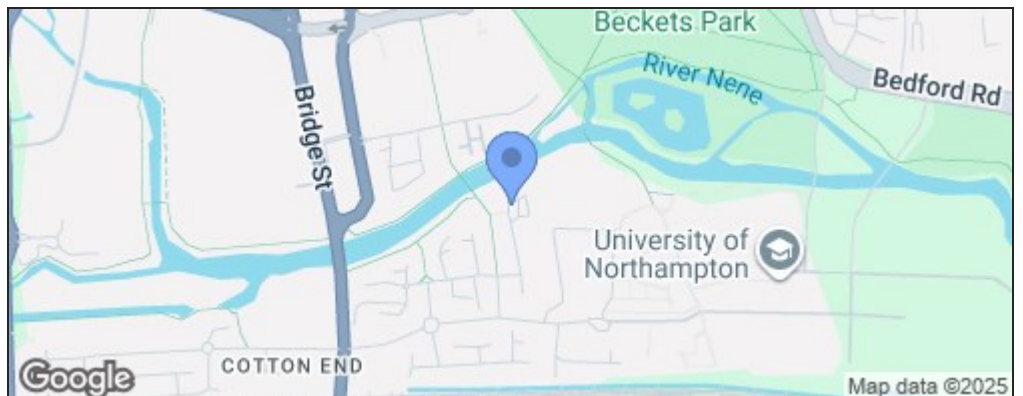 Beckets Park
River Nene
Bedford Rd
Bridge St
University of
Northampton
COTTON END
Google
Map data ©2025